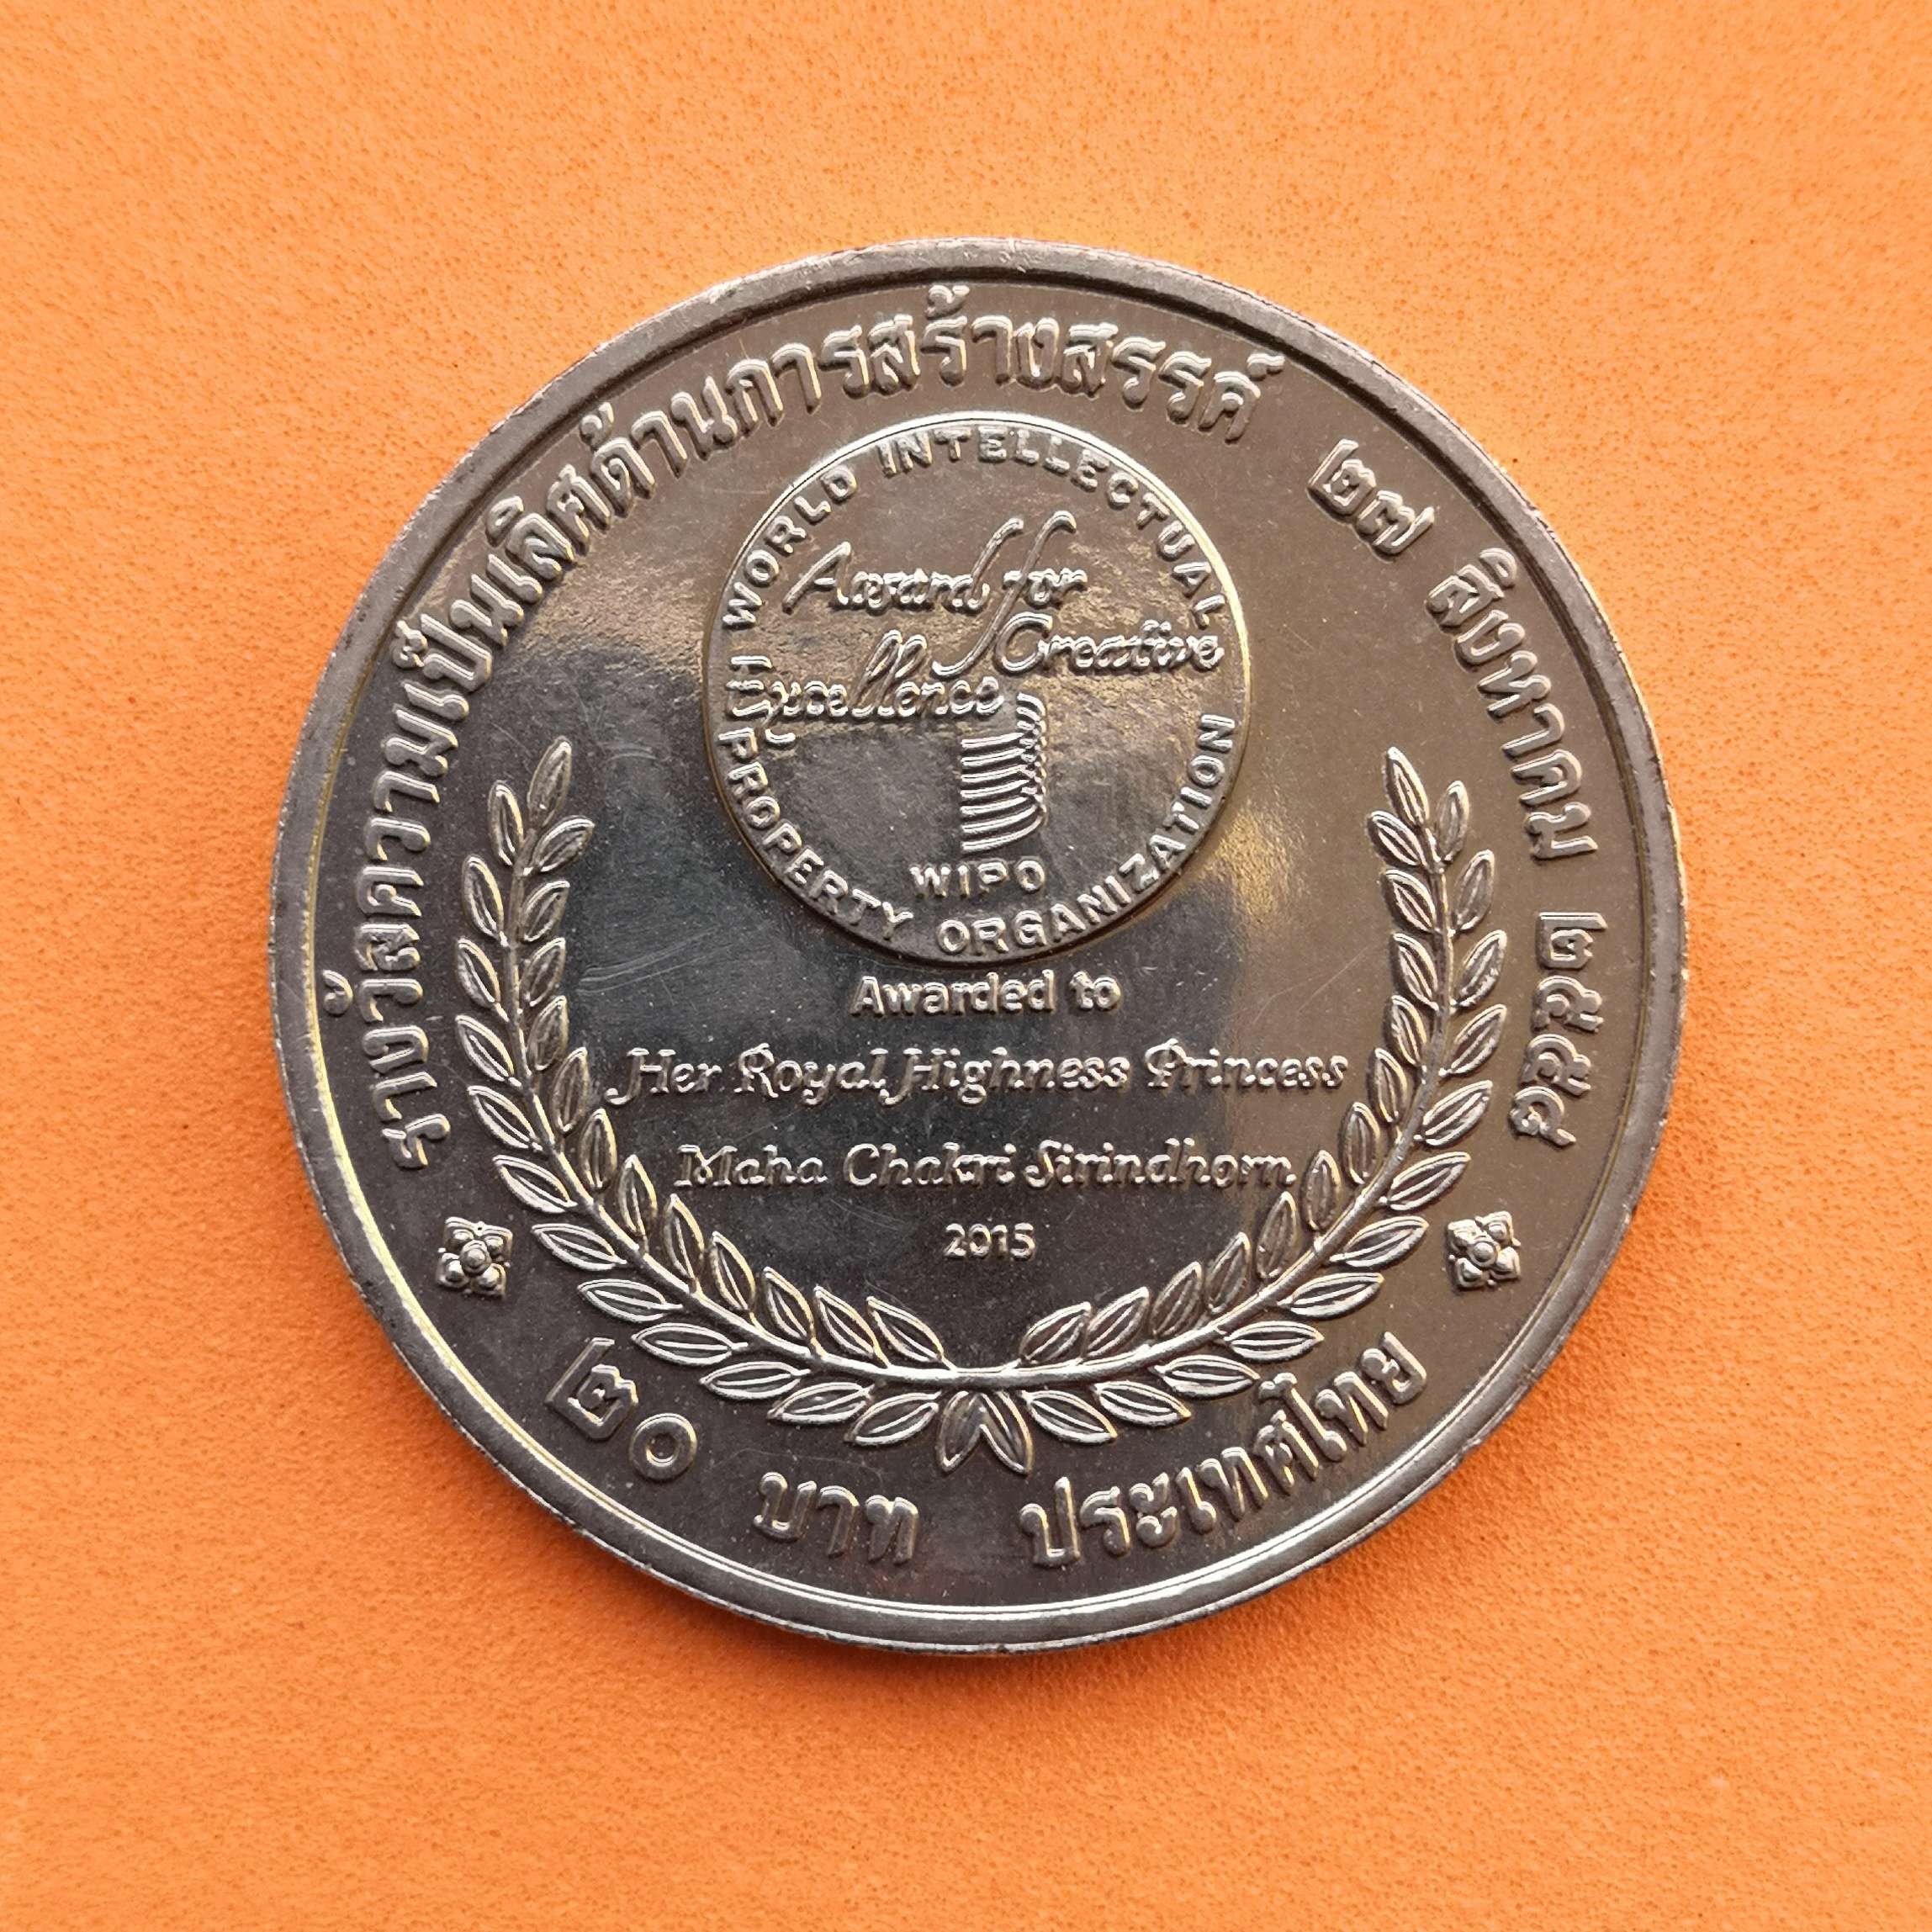 รางวัลความเป็นเลิศด้านการสร้างสรรค์ ๒๗ สิงหาคม ๒๕๕๘
WORLD INTELLECTUAL PROPERTY ORGANIZATION
Award for
Creative
Excellence
WIPO
Awarded to
Her Royal Highness Princess
Maha Chakri Sirindhorn
2015
๒๐ บาท ประเทศไทย